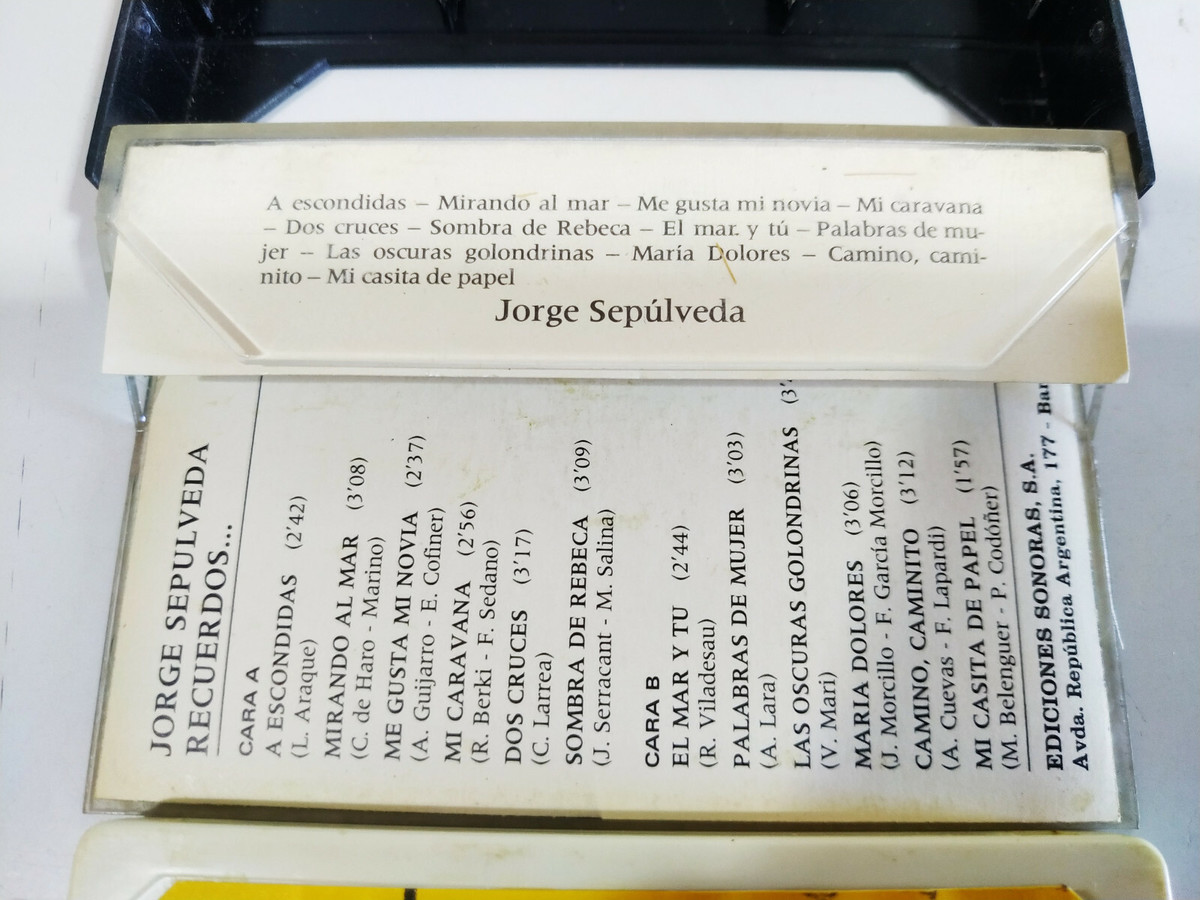 A escondidas – Mirando al mar – Me gusta mi novia – Mi caravana
– Dos cruces – Sombra de Rebeca – El mar. y tú – Palabras de mu-
jer – Las oscuras golondrinas – María Dolores – Camino, cami-
nito – Mi casita de papel
Jorge Sepúlveda
JORGE SEPULVEDA
RECUERDOS...
CARA A
A ESCONDIDAS (2'42)
(L. Araque)
MIRANDO AL MAR (3'08)
(C. de Haro - Marino)
ME GUSTA MI NOVIA (2'37)
(A. Guijarro - E. Cofiner)
MI CARAVANA (2'56)
(R. Berki - F. Sedano)
DOS CRUCES (3'17)
(C. Larrea)
SOMBRA DE REBECA (3'09)
(J. Serracant - M. Salina)
CARA B
EL MAR Y TU (2'44)
(R. Viladesau)
PALABRAS DE MUJER (3'03)
(A. Lara)
LAS OSCURAS GOLONDRINAS
(V. Mari)
MARIA DOLORES (3'06)
(J. Morcillo - F. García Morcillo)
CAMINO, CAMINITO (3'12)
(A. Cuevas - F. Lapardi)
MI CASITA DE PAPEL (1'57)
(M. Belenguer - P. Codóñer)
EDICIONES SONORAS, S.A.
Avda. República Argentina, 177 -